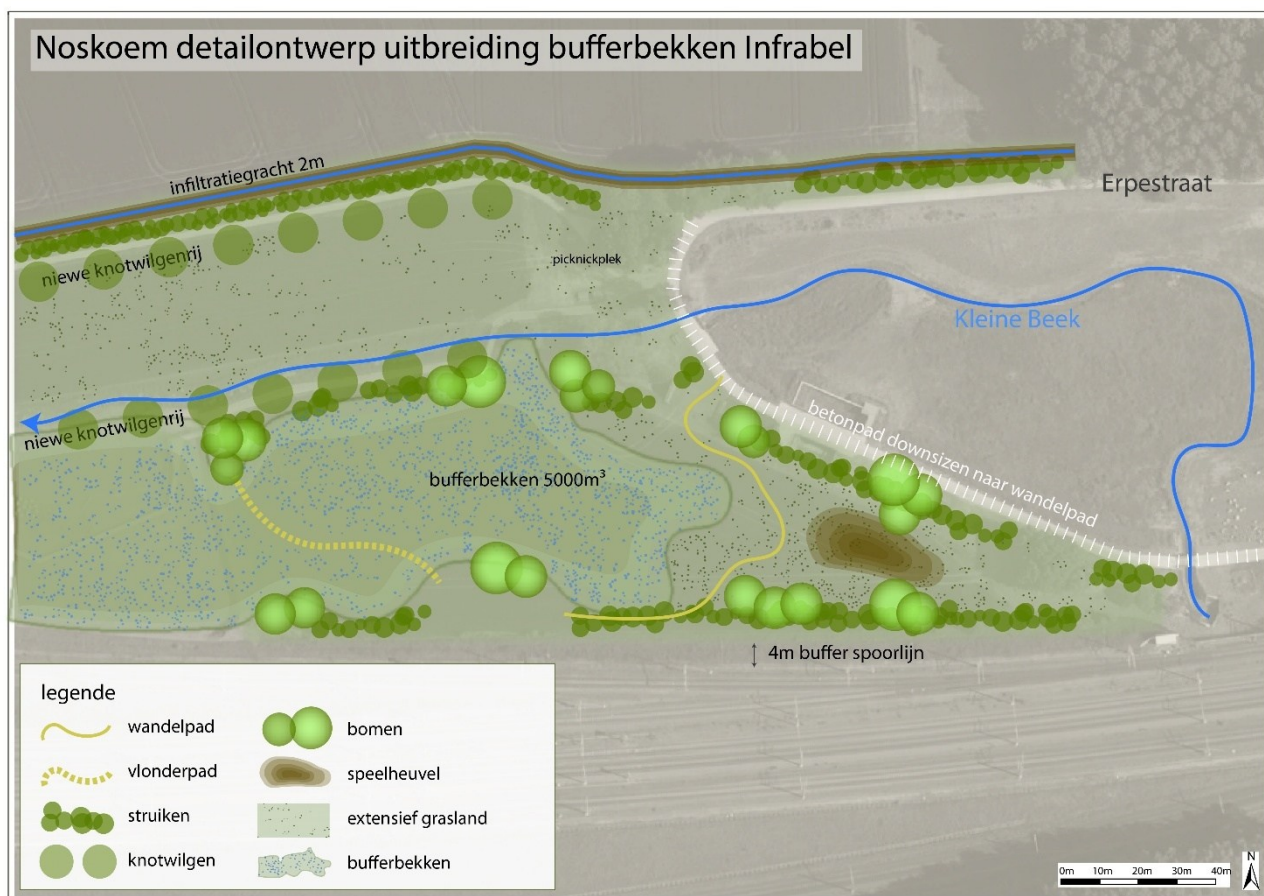 Noskoem detailontwerp uitbreiding bufferbekken Infrabel
infiltratiegracht 2m
Erpestraat
niewe knotwilgenrij
picknickplek
Kleine Beek
niewe knotwilgenrij
betonpad downsizen naar wandelpad
bufferbekken 5000m³
4m buffer spoorlijn
legende
wandelpad
bomen
vlonderpad
speelheuvel
struiken
extensief grasland
knotwilgen
bufferbekken
N
0m 10m 20m 30m 40m